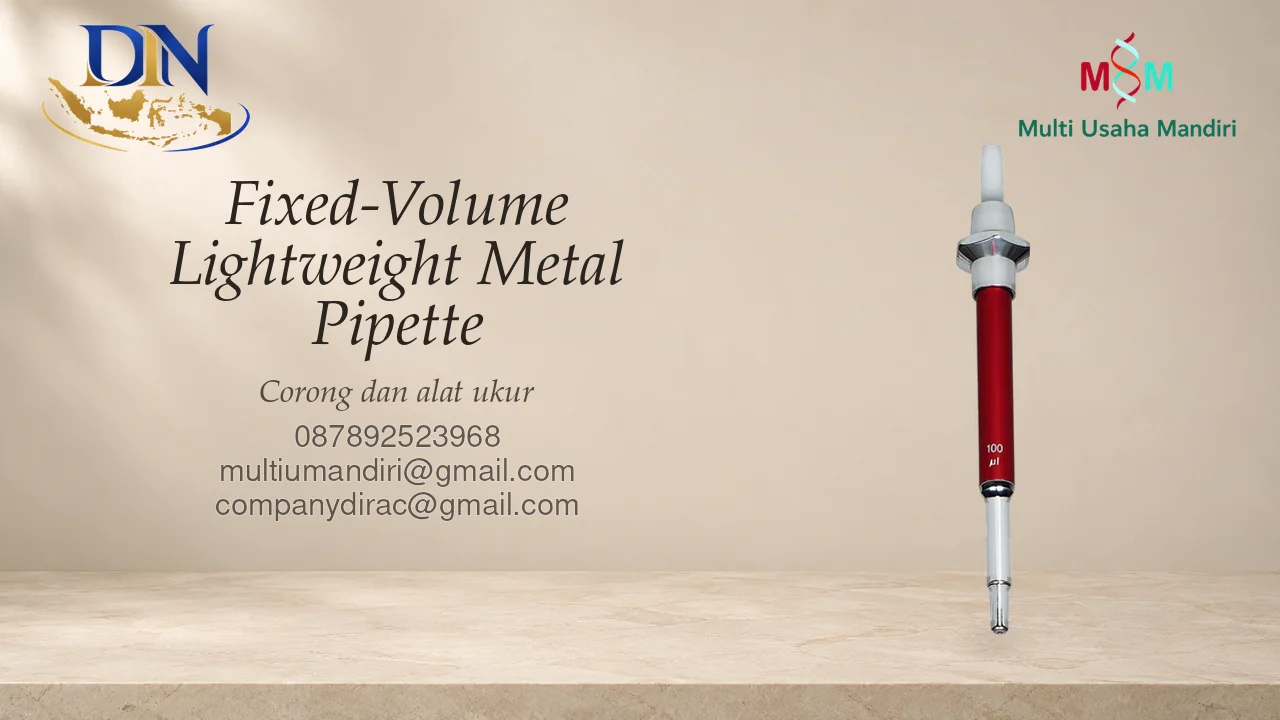 DN
M M
Multi Usaha Mandiri
Fixed-Volume
Lightweight Metal
Pipette
Corong dan alat ukur
087892523968
multiumandiri@gmail.com
companydirac@gmail.com
100
µl